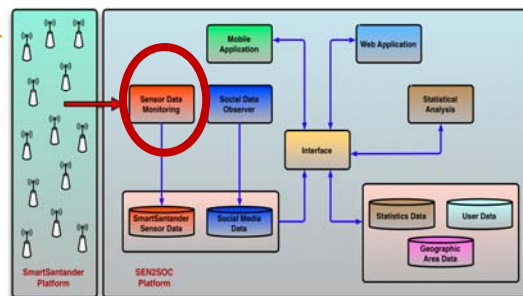 Mobile
Application
Web Application
Sensor Data
Monitoring
Social Data
Observer
Statistical
Analysis
Interface
SmartSantander
Sensor Data
Social Media
Data
Statistics Data
User Data
Geographic
Area Data
SmartSantander
Platform
SEN2SOC
Platform